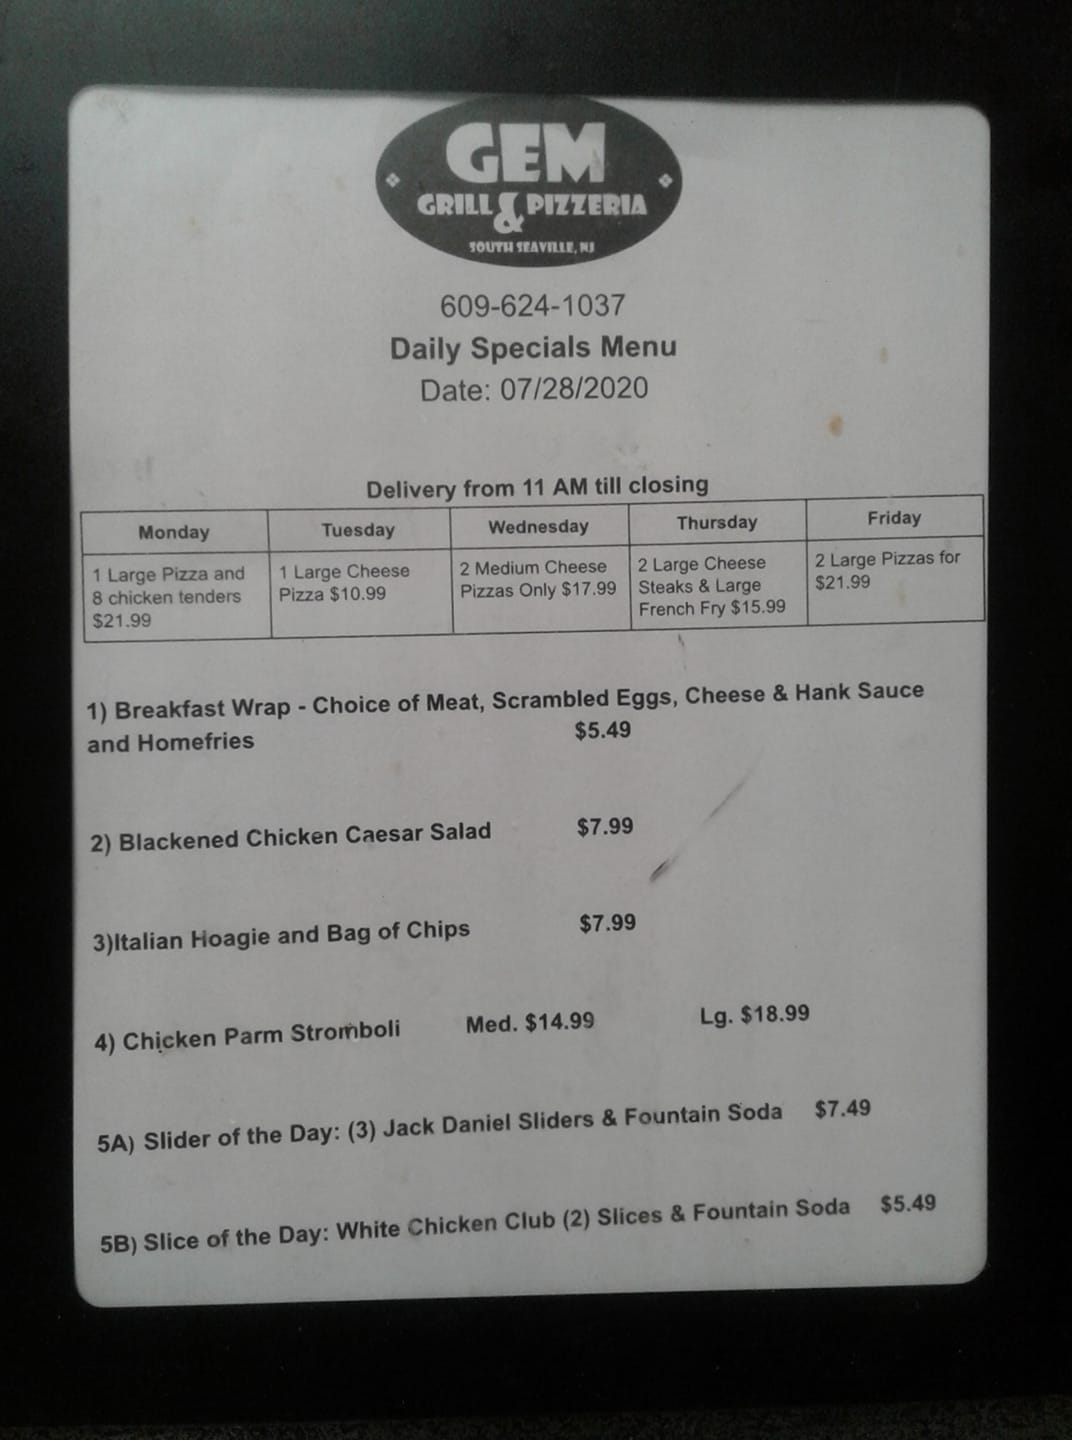 GEM
GRILL & PIZZERIA
SOUTH SEAVILLE, NJ
609-624-1037
Daily Specials Menu
Date: 07/28/2020
Delivery from 11 AM till closing
Monday Tuesday Wednesday Thursday Friday
1 Large Pizza and
8 chicken tenders
$21.99
1 Large Cheese
Pizza $10.99
2 Medium Cheese
Pizzas Only $17.99
2 Large Cheese
Steaks & Large
French Fry $15.99
2 Large Pizzas for
$21.99
1) Breakfast Wrap - Choice of Meat, Scrambled Eggs, Cheese & Hank Sauce
and Homefries $5.49
2) Blackened Chicken Caesar Salad $7.99
3)Italian Hoagie and Bag of Chips $7.99
4) Chicken Parm Stromboli Med. $14.99 Lg. $18.99
5A) Slider of the Day: (3) Jack Daniel Sliders & Fountain Soda $7.49
5B) Slice of the Day: White Chicken Club (2) Slices & Fountain Soda $5.49